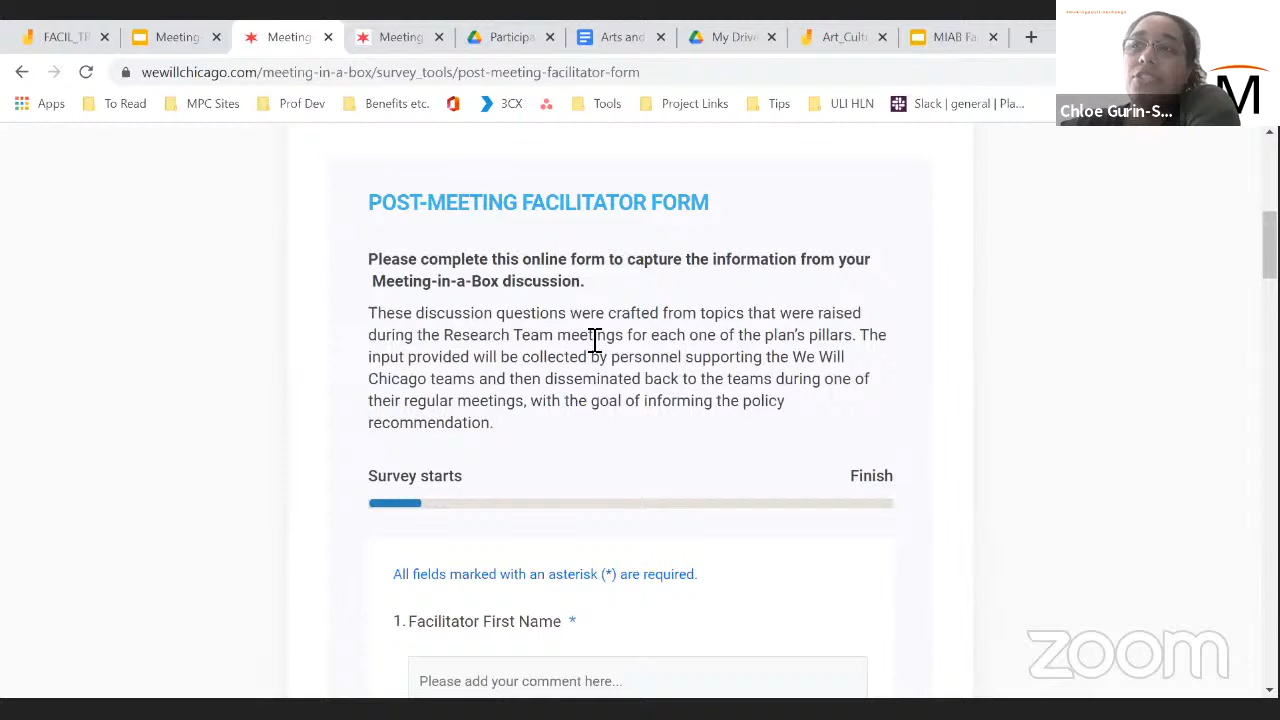 FACIL_TF
Meeting
Meeting
Meeting
Participa
Arts and
My Drive
Art_Cultu
MIAB Fa
wewillchicago.com/meeting-in-a-box/survey_tools/post-meeting-facilitator-form
Apps To Read MPC Sites Prof Dev Benefits etc. 3CX Tools Project Links Tips ULI HLN Slack | general | Pla...
M
Chloe Gurin-S...
POST-MEETING FACILITATOR FORM
Please complete this online form to capture the information from your
Meeting-in-a-Box discussion.
These discussion questions were crafted from topics that were raised
during the Research Team meetings for each one of the plan's pillars. The
input provided will be collected by personnel supporting the We Will
Chicago teams and then disseminated back to the teams during one of
their regular meetings, with the goal of informing the policy
recommendation.
Survey starts Finish
All fields marked with an asterisk (*) are required.
1. Facilitator First Name *
Please add your comment here...
zoom